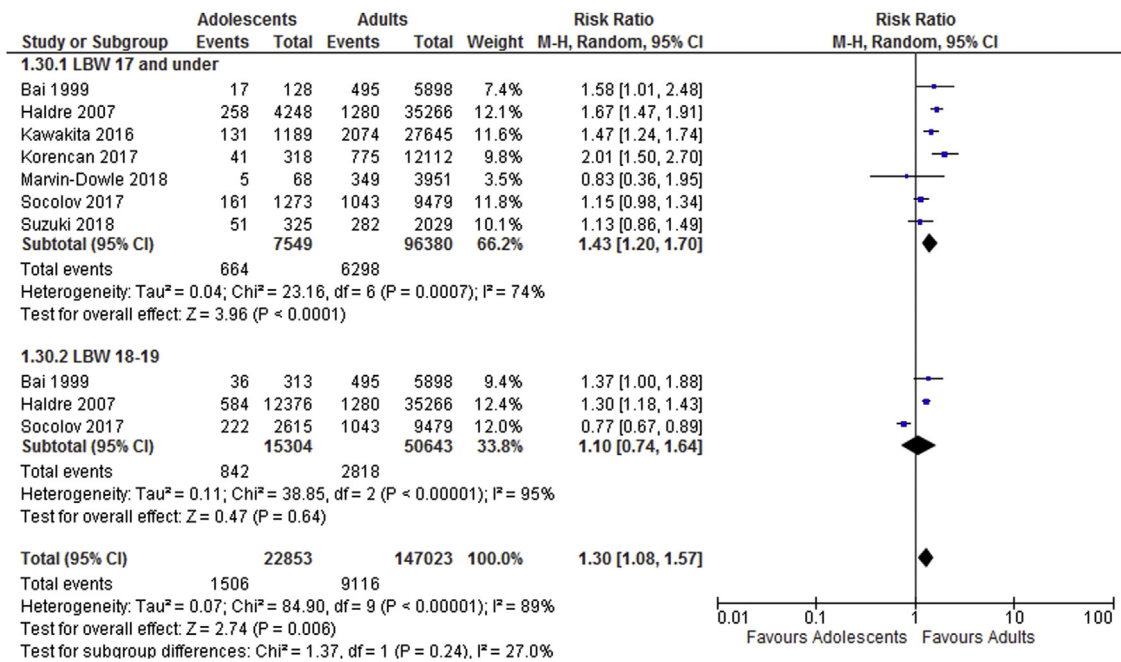 Adolescents Adults Risk Ratio Risk Ratio
Study or Subgroup Events Total Events Total Weight M-H, Random, 95% CI M-H, Random, 95% CI
1.30.1 LBW 17 and under
Bai 1999 17 128 495 5898 7.4% 1.58 [1.01, 2.48]
Haldre 2007 258 4248 1280 35266 12.1% 1.67 [1.47, 1.91]
Kawakita 2016 131 1189 2074 27645 11.6% 1.47 [1.24, 1.74]
Korencan 2017 41 318 775 12112 9.8% 2.01 [1.50, 2.70]
Marvin-Dowle 2018 5 68 349 3951 3.5% 0.83 [0.36, 1.95]
Socolov 2017 161 1273 1043 9479 11.8% 1.15 [0.98, 1.34]
Suzuki 2018 51 325 282 2029 10.1% 1.13 [0.86, 1.49]
Subtotal (95% CI) 7549 96380 66.2% 1.43 [1.20, 1.70]
Total events 664 6298
Heterogeneity: Tau² = 0.04; Chi² = 23.16, df = 6 (P = 0.0007); I² = 74%
Test for overall effect: Z = 3.96 (P < 0.0001)
1.30.2 LBW 18-19
Bai 1999 36 313 495 5898 9.4% 1.37 [1.00, 1.88]
Haldre 2007 584 12376 1280 35266 12.4% 1.30 [1.18, 1.43]
Socolov 2017 222 2615 1043 9479 12.0% 0.77 [0.67, 0.89]
Subtotal (95% CI) 15304 50643 33.8% 1.10 [0.74, 1.64]
Total events 842 2818
Heterogeneity: Tau² = 0.11; Chi² = 38.85, df = 2 (P < 0.00001); I² = 95%
Test for overall effect: Z = 0.47 (P = 0.64)
Total (95% CI) 22853 147023 100.0% 1.30 [1.08, 1.57]
Total events 1506 9116
Heterogeneity: Tau² = 0.07; Chi² = 84.90, df = 9 (P < 0.00001); I² = 89%
Test for overall effect: Z = 2.74 (P = 0.006)
Test for subgroup differences: Chi² = 1.37, df = 1 (P = 0.24), I² = 27.0%
0.01 0.1 1 10 100
Favours Adolescents Favours Adults